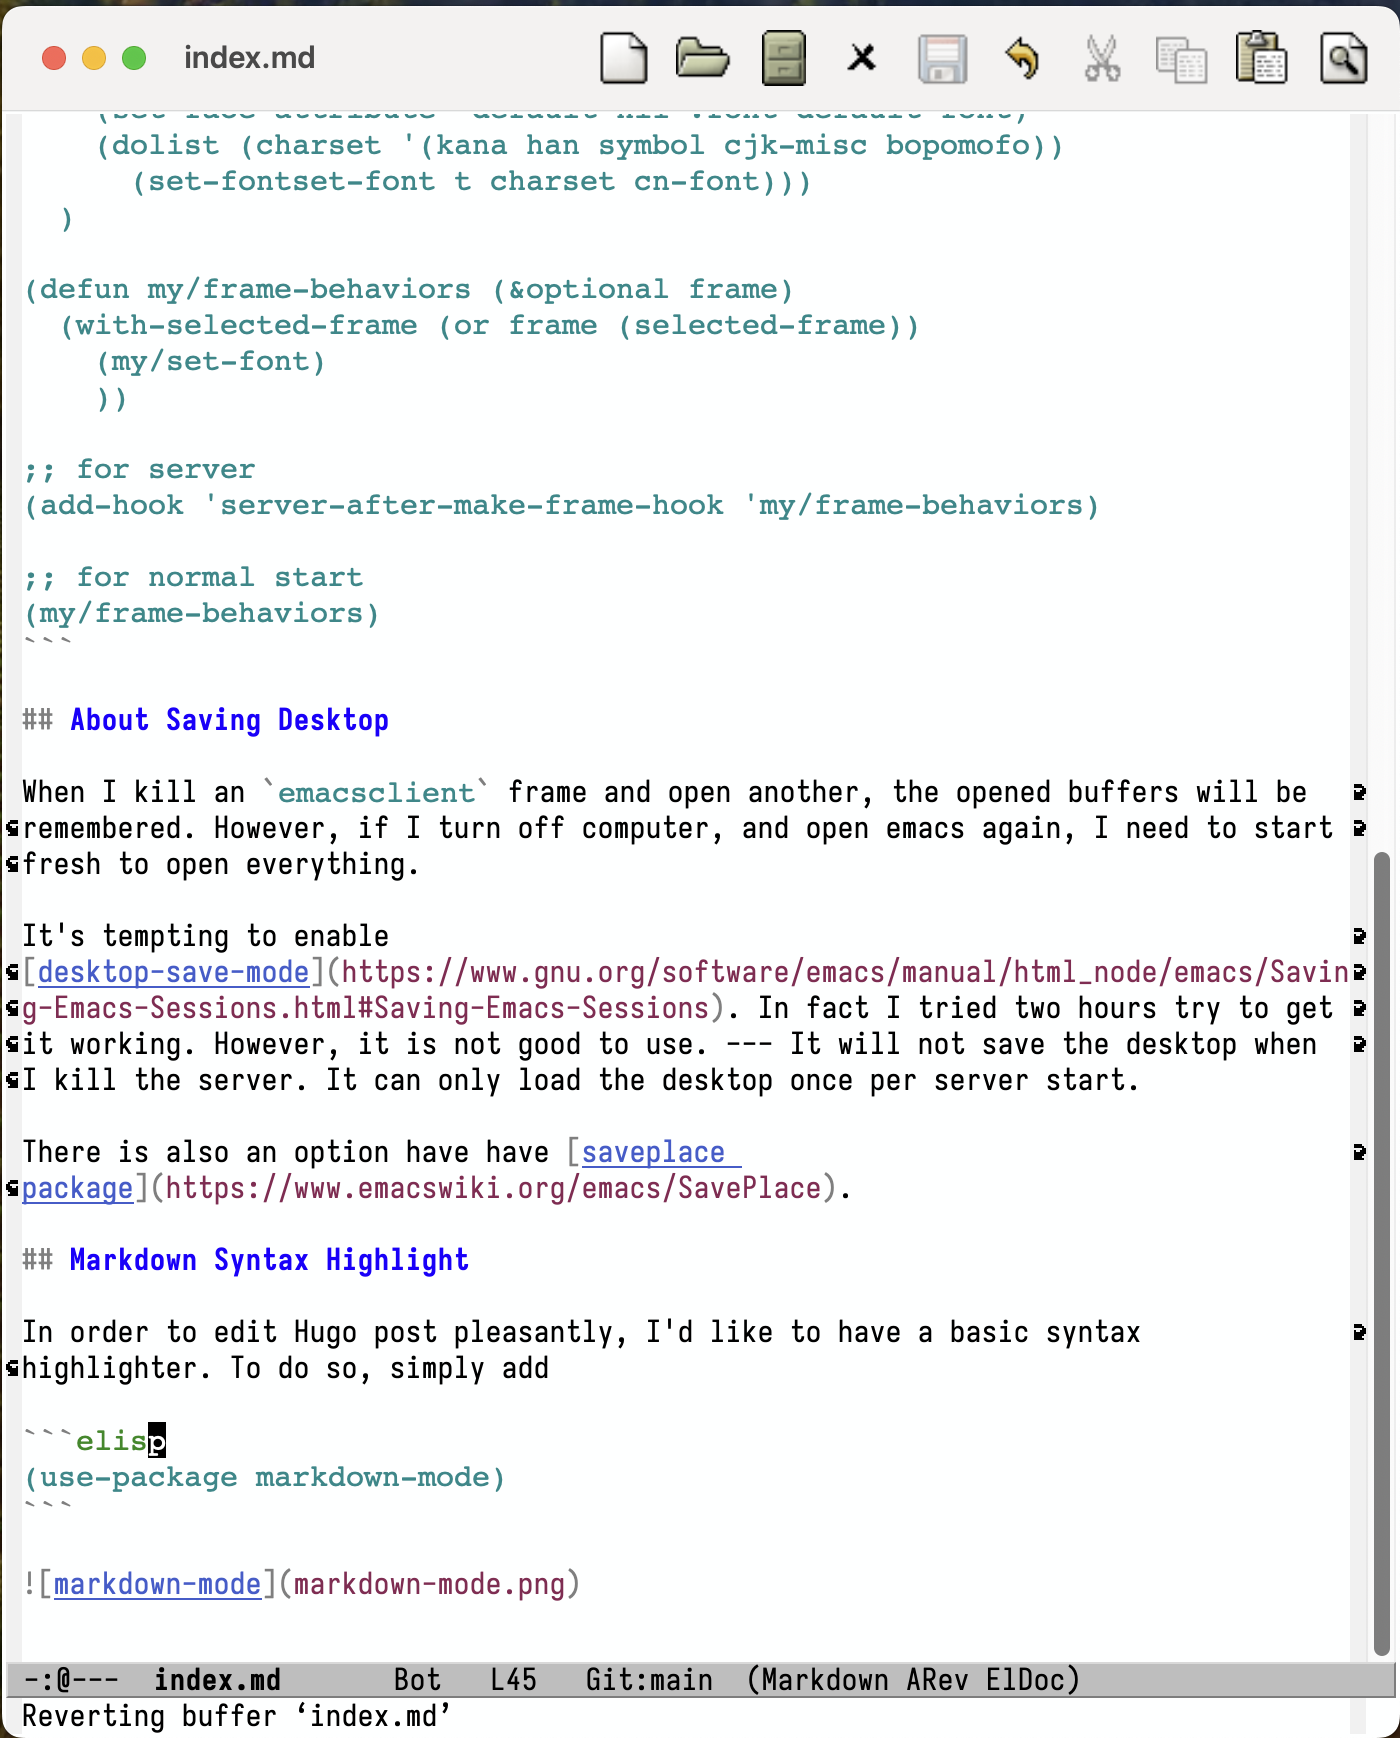 index.md
(set-face-attribute 'default nil :font default-font)
(dolist (charset '(kana han symbol cjk-misc bopomofo))
(set-fontset-font t charset cn-font)))
)
(defun my/frame-behaviors (&optional frame)
(with-selected-frame (or frame (selected-frame))
(my/set-font)
))
;; for server
(add-hook 'server-after-make-frame-hook 'my/frame-behaviors)
;; for normal start
(my/frame-behaviors)
```
## About Saving Desktop
When I kill an `emacsclient` frame and open another, the opened buffers will be
remembered. However, if I turn off computer, and open emacs again, I need to start
fresh to open everything.
It's tempting to enable
[desktop-save-mode](https://www.gnu.org/software/emacs/manual/html_node/emacs/Savin
g-Emacs-Sessions.html#Saving-Emacs-Sessions). In fact I tried two hours try to get
it working. However, it is not good to use. --- It will not save the desktop when
I kill the server. It can only load the desktop once per server start.
There is also an option have have [saveplace
package](https://www.emacswiki.org/emacs/SavePlace).
## Markdown Syntax Highlight
In order to edit Hugo post pleasantly, I'd like to have a basic syntax
highlighter. To do so, simply add
```elisp
(use-package markdown-mode)
```
![markdown-mode](markdown-mode.png)
-:@--- index.md Bot L45 Git:main (Markdown ARev ElDoc)
Reverting buffer ‘index.md’